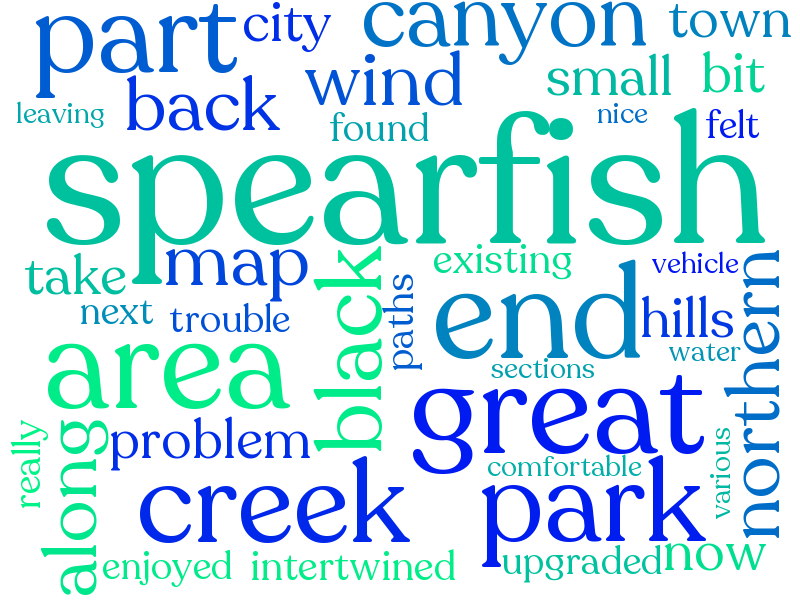 part city canyon town
back wind small bit
leaving found nice felt
spearfish
take map black existing vehicle
next trouble paths end hills northern
area sections water
really along problem great
creek comfortable various
park
enjoyed intertwined upgraded now